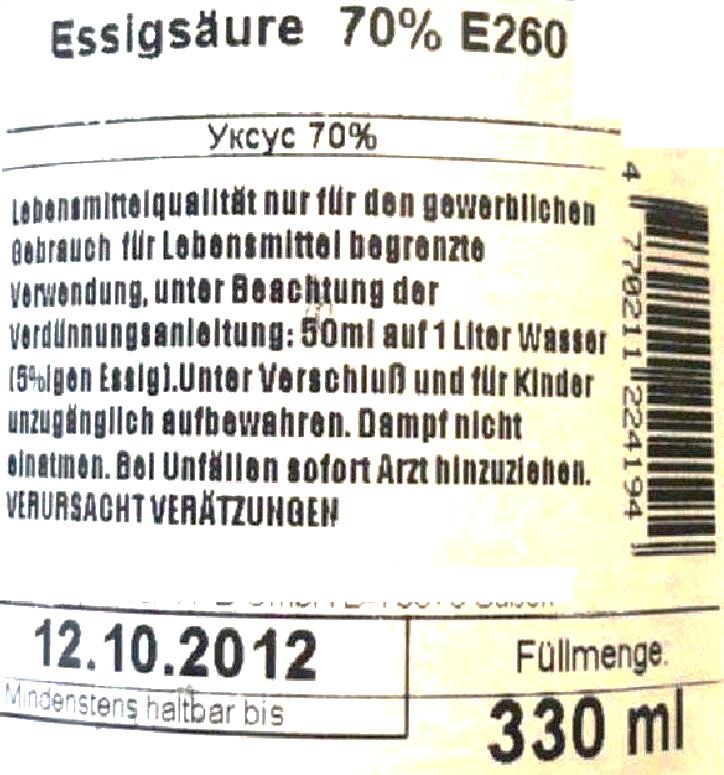 Essigsäure 70% E260
Уксус 70%
Lebensmittelqualität nur für den gewerblichen
Gebrauch für Lebensmittel begrenzte
Verwendung, unter Beachtung der
Verdünnungsanleitung: 50ml auf 1 Liter Wasser
(5%igen Essig).Unter Verschluß und für Kinder
unzugänglich aufbewahren. Dampf nicht
einatmen. Bei Unfällen sofort Arzt hinzuziehen.
VERURSACHT VERÄTZUNGEN
4 770211 224194
12.10.2012
Mindestens haltbar bis
Füllmenge:
330 ml